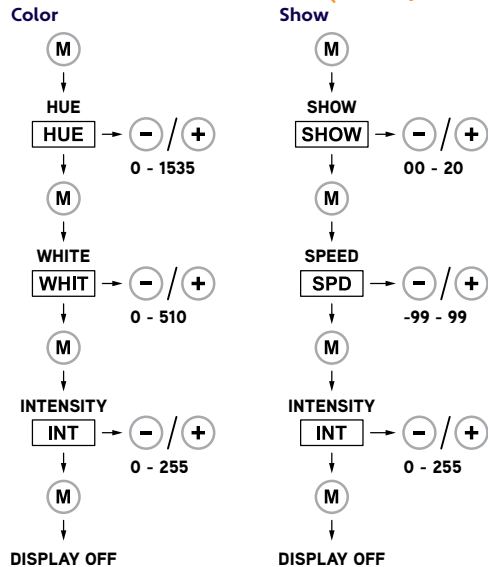 Color
M
HUE
HUE
- / +
0 - 1535
M
WHITE
WHIT
- / +
0 - 510
M
INTENSITY
INT
- / +
0 - 255
M
DISPLAY OFF
Show
M
SHOW
SHOW
- / +
00 - 20
M
SPEED
SPD
- / +
-99 - 99
M
INTENSITY
INT
- / +
0 - 255
M
DISPLAY OFF